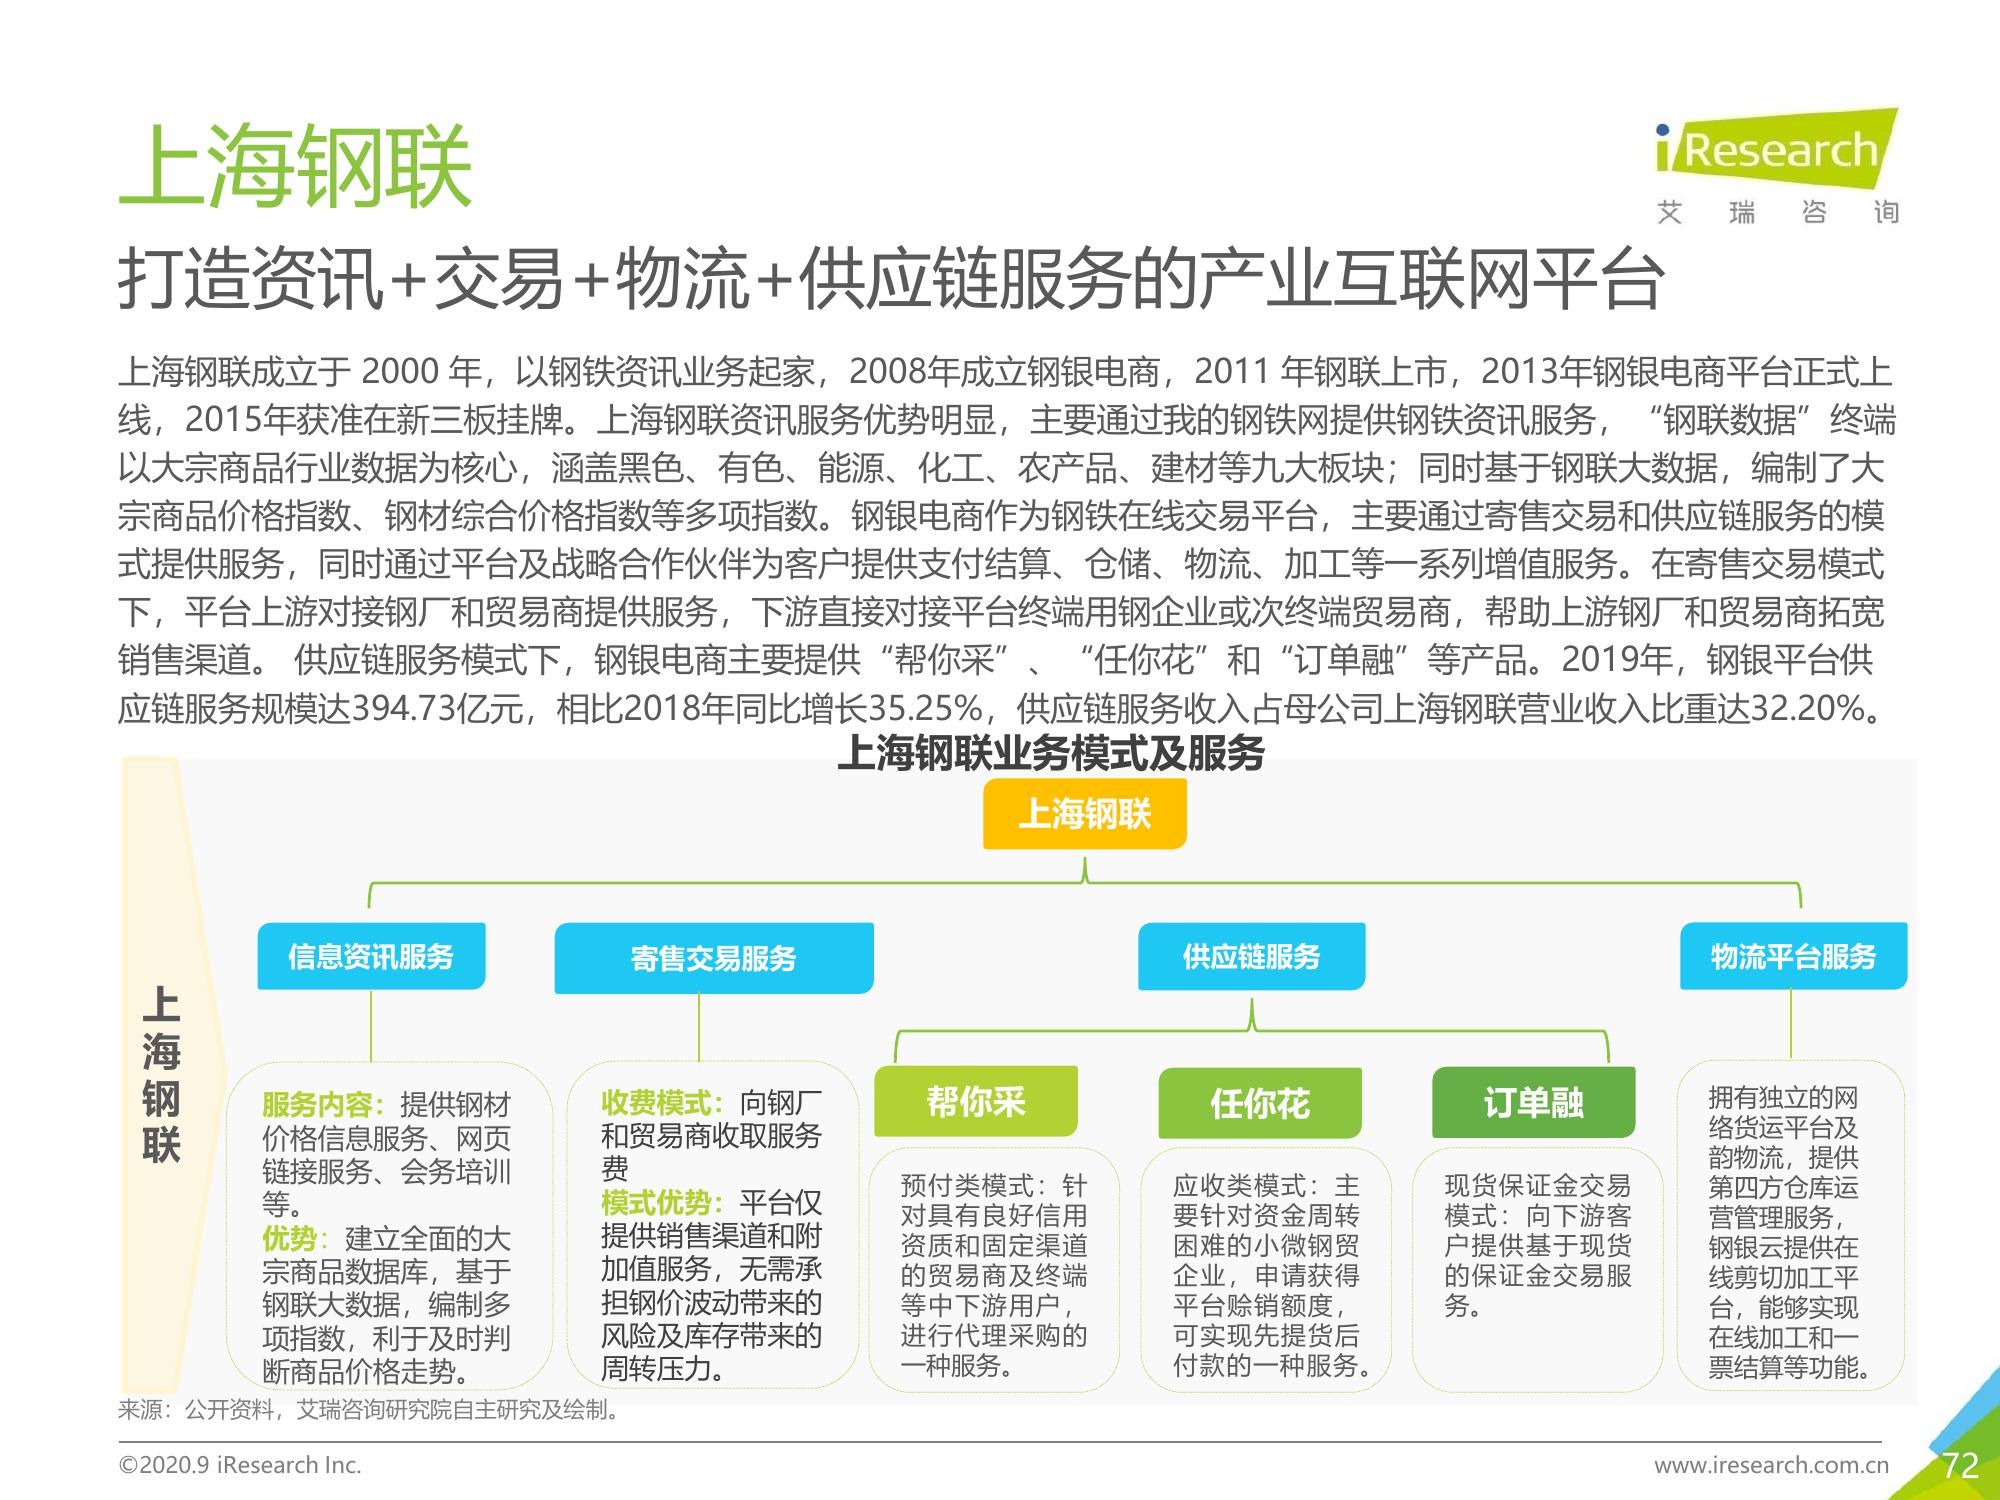 上海钢联
iResearch
艾瑞咨询
打造资讯+交易+物流+供应链服务的产业互联网平台
上海钢联成立于 2000 年，以钢铁资讯业务起家，2008年成立钢银电商，2011 年钢联上市，2013年钢银电商平台正式上
线，2015年获准在新三板挂牌。上海钢联资讯服务优势明显，主要通过我的钢铁网提供钢铁资讯服务，“钢联数据”终端
以大宗商品行业数据为核心，涵盖黑色、有色、能源、化工、农产品、建材等九大板块；同时基于钢联大数据，编制了大
宗商品价格指数、钢材综合价格指数等多项指数。钢银电商作为钢铁在线交易平台，主要通过寄售交易和供应链服务的模
式提供服务，同时通过平台及战略合作伙伴为客户提供支付结算、仓储、物流、加工等一系列增值服务。在寄售交易模式
下，平台上游对接钢厂和贸易商提供服务，下游直接对接平台终端用钢企业或次终端贸易商，帮助上游钢厂和贸易商拓宽
销售渠道。 供应链服务模式下，钢银电商主要提供“帮你采”、“任你花”和“订单融”等产品。2019年，钢银平台供
应链服务规模达394.73亿元，相比2018年同比增长35.25%，供应链服务收入占母公司上海钢联营业收入比重达32.20%。
上海钢联业务模式及服务
上海钢联
上
海
钢
联
信息资讯服务
服务内容：提供钢材
价格信息服务、网页
链接服务、会务培训
等。
优势：建立全面的大
宗商品数据库，基于
钢联大数据，编制多
项指数，利于及时判
断商品价格走势。
寄售交易服务
收费模式：向钢厂
和贸易商收取服务
费
模式优势：平台仅
提供销售渠道和附
加值服务，无需承
担钢价波动带来的
风险及库存带来的
周转压力。
供应链服务
帮你采
预付类模式：针
对具有良好信用
资质和固定渠道
的贸易商及终端
等中下游用户，
进行代理采购的
一种服务。
任你花
应收类模式：主
要针对资金周转
困难的小微钢贸
企业，申请获得
平台赊销额度，
可实现先提货后
付款的一种服务。
订单融
现货保证金交易
模式：向下游客
户提供基于现货
的保证金交易服
务。
物流平台服务
拥有独立的网
络货运平台及
韵物流，提供
第四方仓库运
营管理服务，
钢银云提供在
线剪切加工平
台，能够实现
在线加工和一
票结算等功能。
来源：公开资料，艾瑞咨询研究院自主研究及绘制。
©2020.9 iResearch Inc.
www.iresearch.com.cn
72